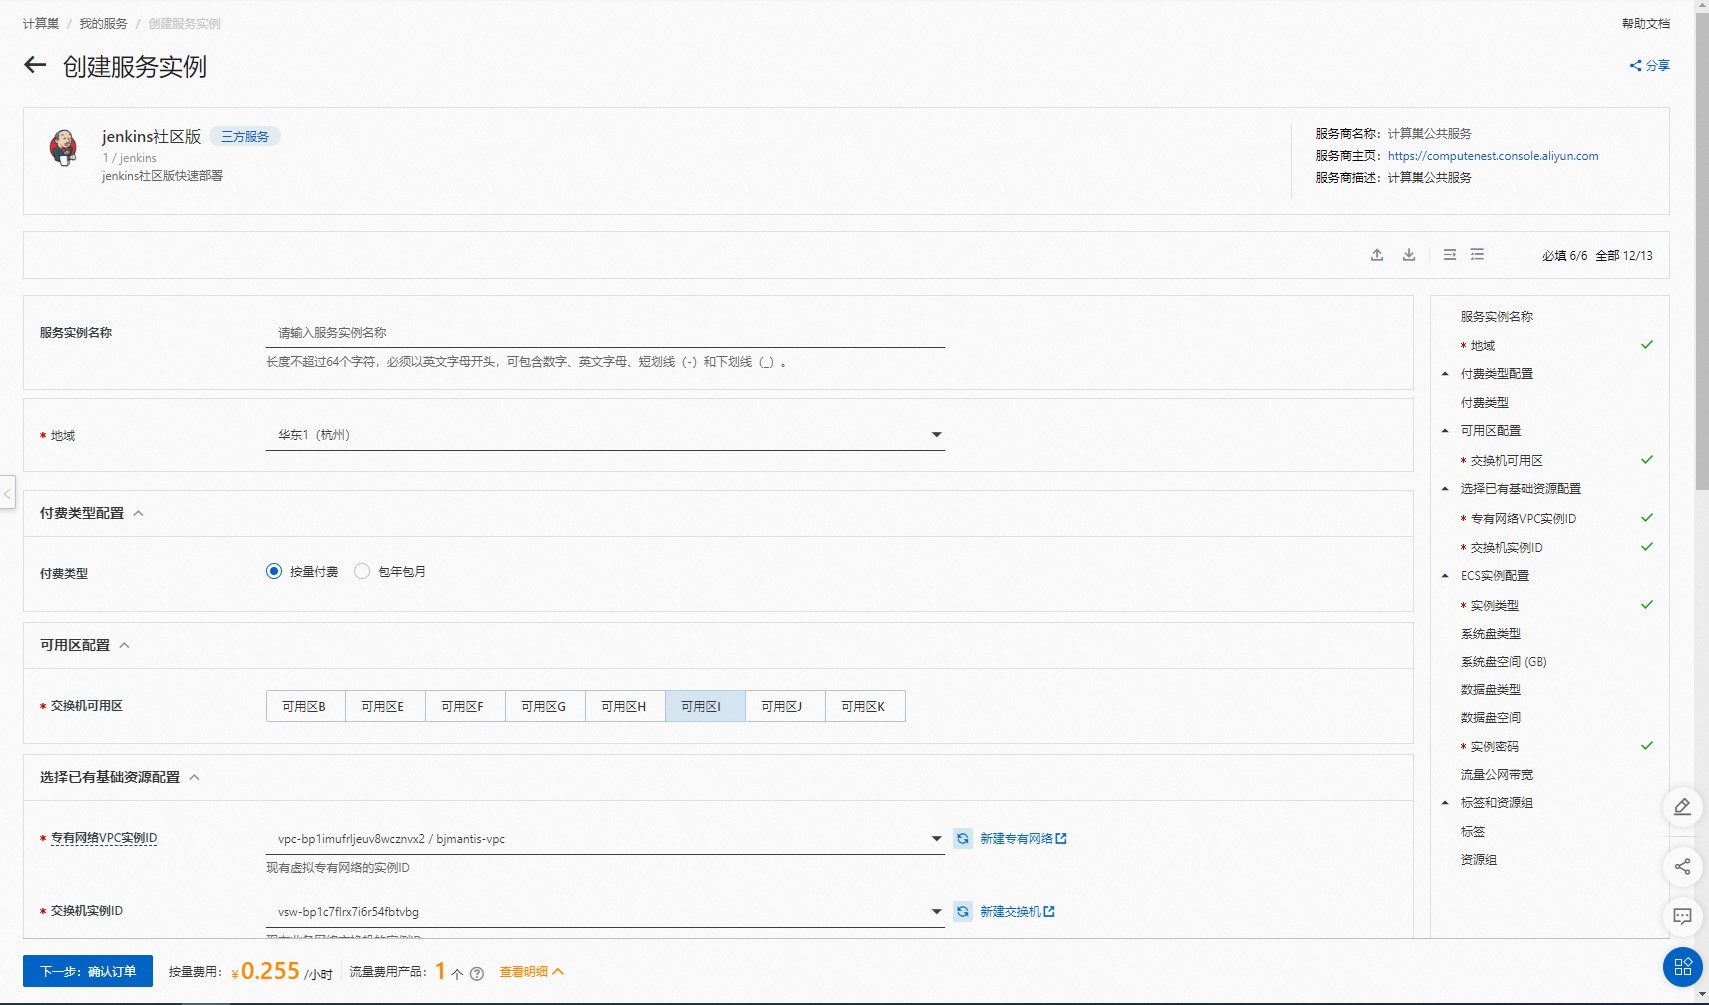 计算巢 / 我的服务 / 创建服务实例
帮助文档
创建服务实例
分享
jenkins社区版 三方服务
1 / jenkins
jenkins社区版快速部署
服务商名称： 计算巢公共服务
服务商主页： https://computenest.console.aliyun.com
服务商描述： 计算巢公共服务
必填 6/6 全部 12/13
服务实例名称
请输入服务实例名称
长度不超过64个字符，必须以英文字母开头，可包含数字、英文字母、短划线（-）和下划线（_）。
* 地域
华东1（杭州）
付费类型配置
付费类型
按量付费 包年包月
可用区配置
* 交换机可用区
可用区B 可用区E 可用区F 可用区G 可用区H 可用区I 可用区J 可用区K
选择已有基础资源配置
* 专有网络VPC实例ID
vpc-bp1imufrljeuv8wcznvx2 / bjmantis-vpc
新建专有网络
现有虚拟专有网络的实例ID
* 交换机实例ID
vsw-bp1c7flrx7i6r54fbtvbg
新建交换机
服务实例名称
* 地域
付费类型配置
付费类型
可用区配置
* 交换机可用区
选择已有基础资源配置
* 专有网络VPC实例ID
* 交换机实例ID
ECS实例配置
* 实例类型
系统盘类型
系统盘空间 (GB)
数据盘类型
数据盘空间
* 实例密码
流量公网带宽
标签和资源组
标签
资源组
下一步：确认订单
按量费用： ¥0.255 /小时
流量费用产品： 1 个
查看明细